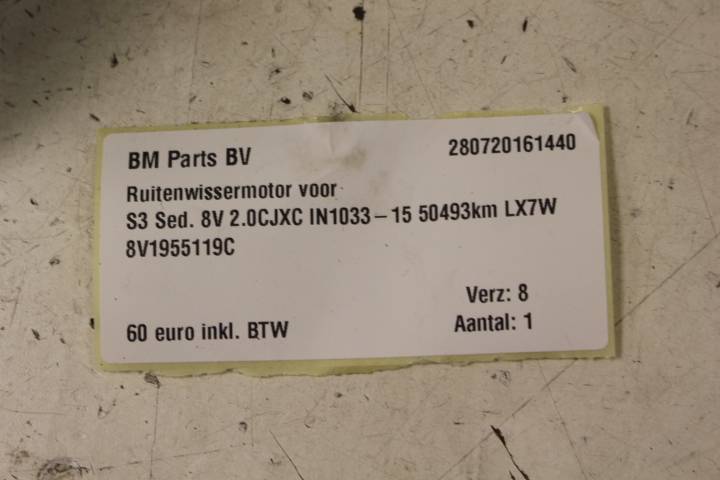 BM Parts BV 280720161440
Ruitenwissermotor voor
S3 Sed. 8V 2.0CJXC IN1033-15 50493km LX7W
8V1955119C
Verz: 8
60 euro inkl. BTW Aantal: 1